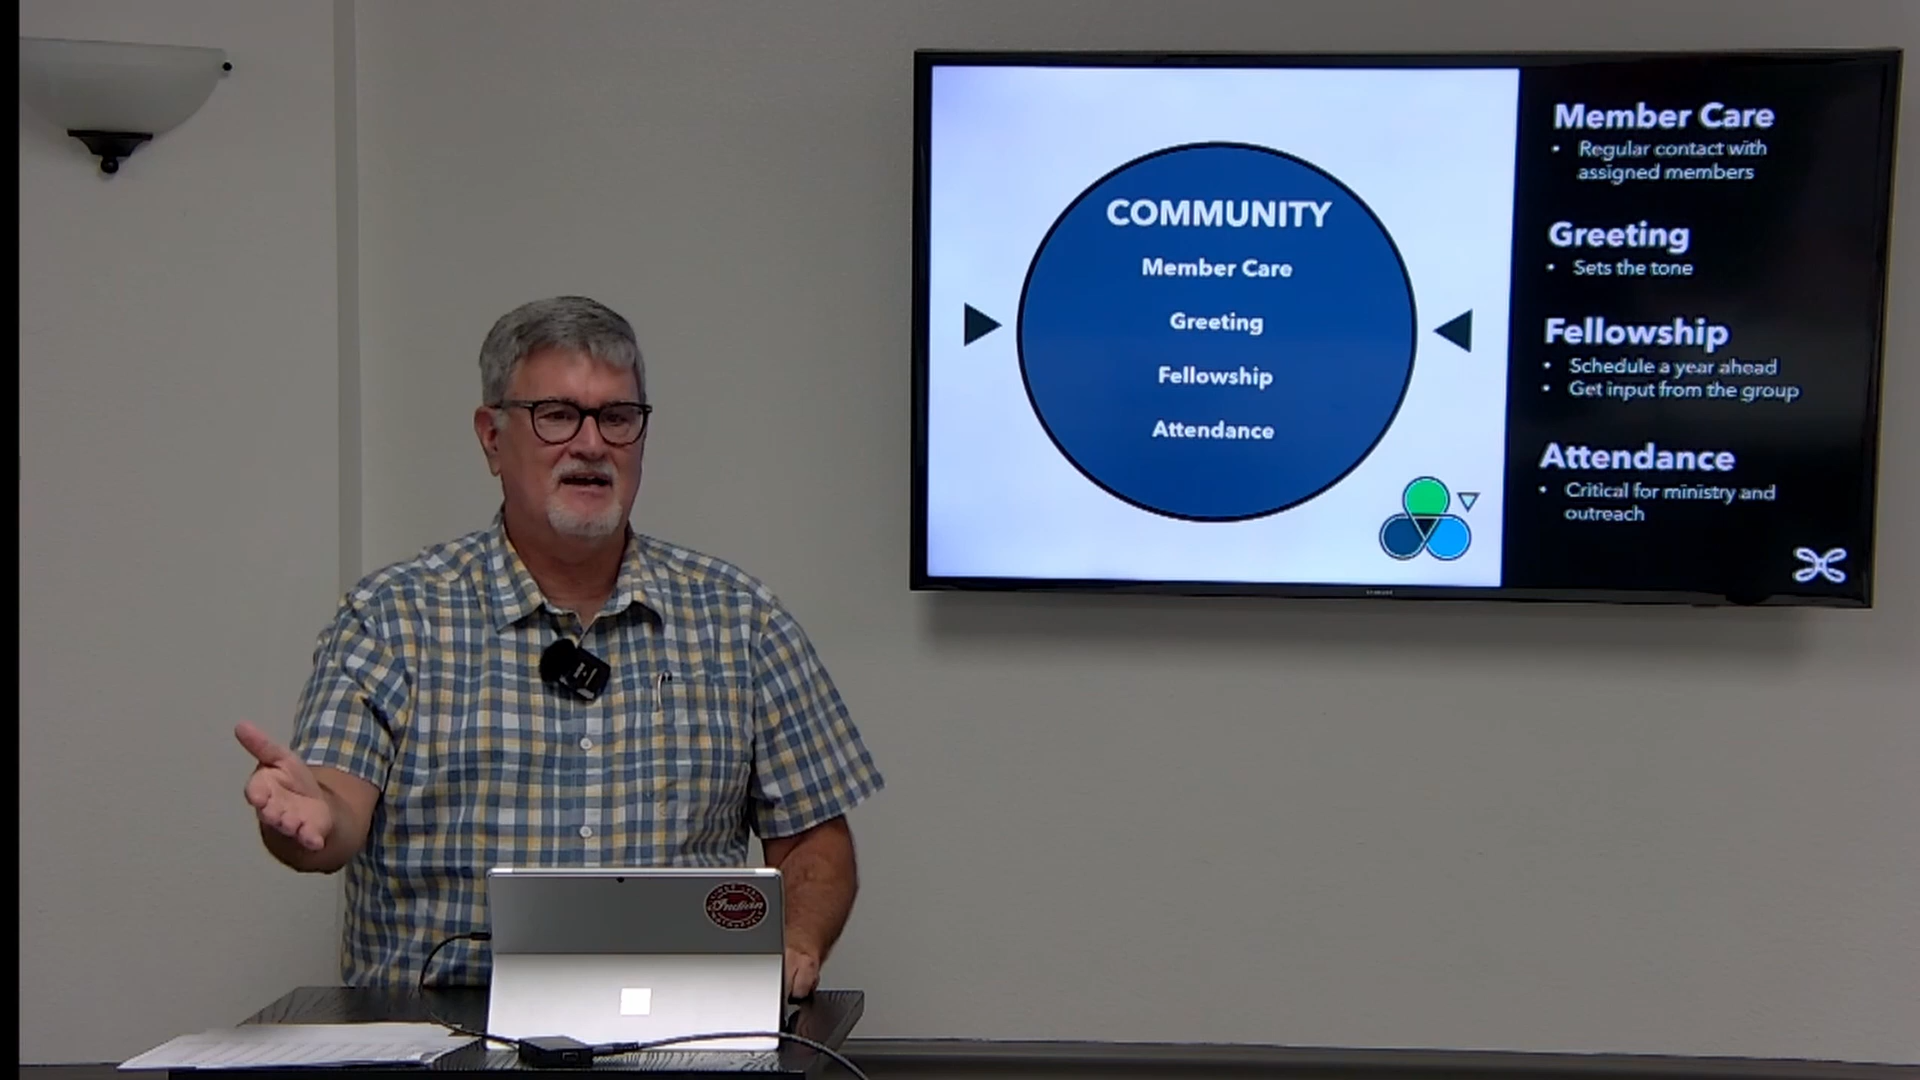 COMMUNITY
Member Care
Greeting
Fellowship
Attendance
Member Care
• Regular contact with
assigned members
Greeting
• Sets the tone
Fellowship
• Schedule a year ahead
• Get input from the group
Attendance
• Critical for ministry and
outreach
Indian